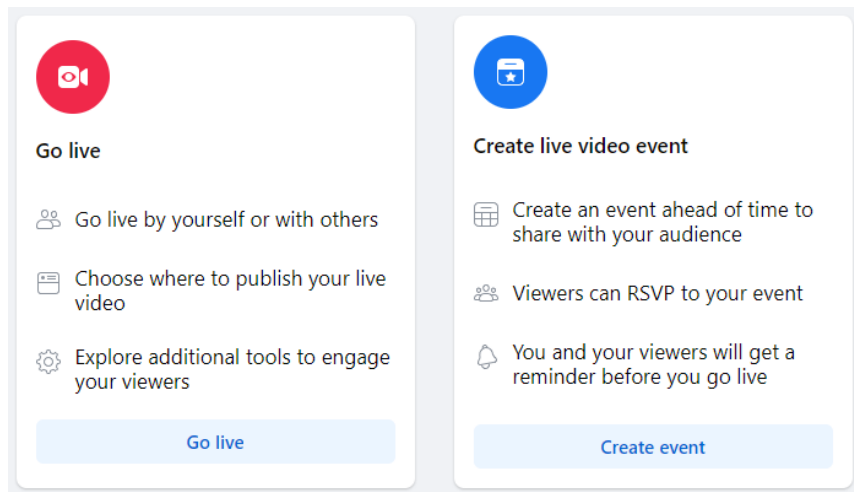 Go live
Go live by yourself or with others
Choose where to publish your live
video
Explore additional tools to engage
your viewers
Go live
Create live video event
Create an event ahead of time to
share with your audience
Viewers can RSVP to your event
You and your viewers will get a
reminder before you go live
Create event